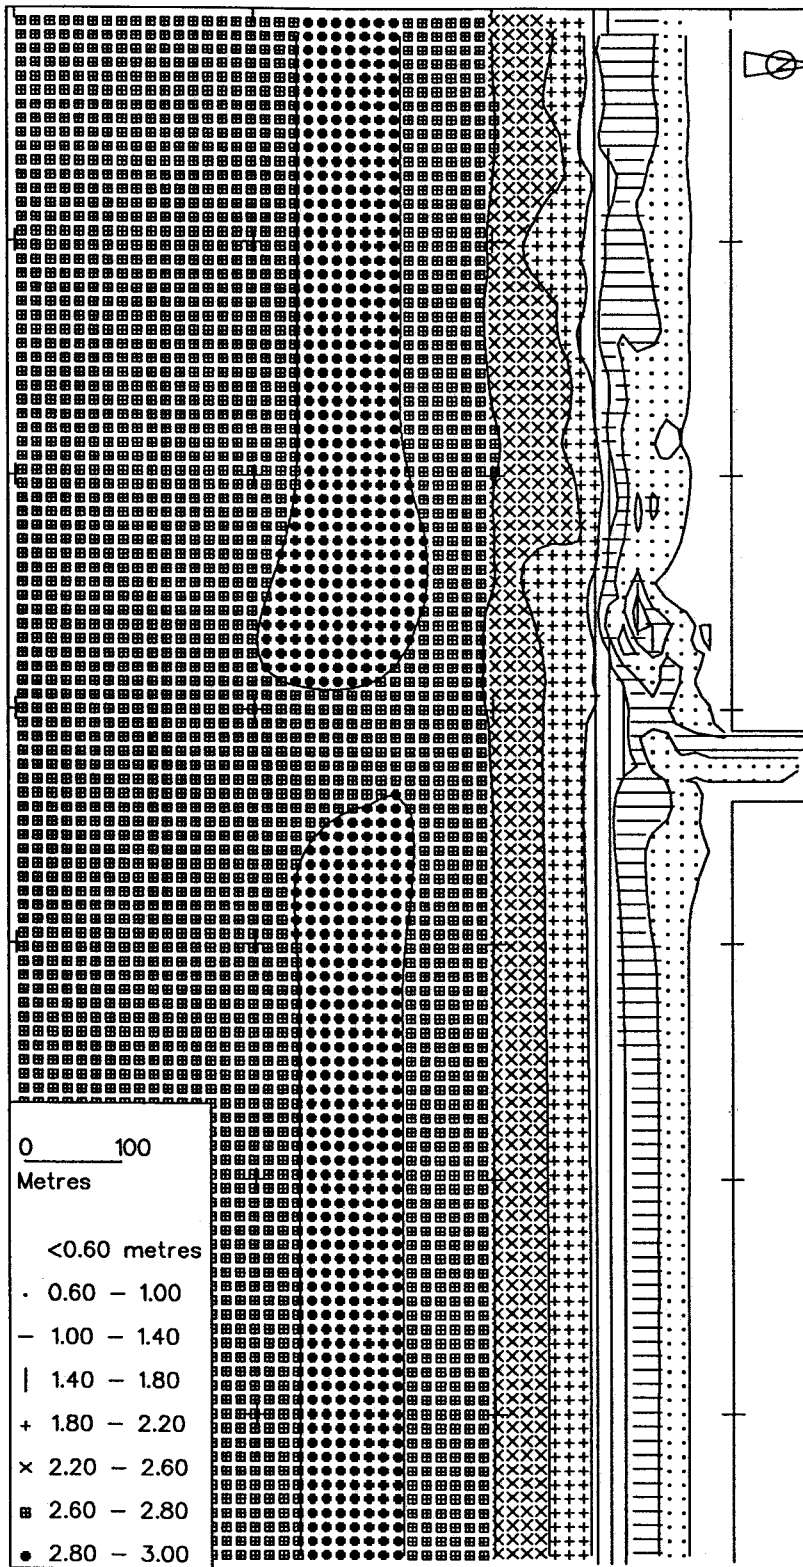 N
0 100
Metres
<0.60 metres
· 0.60 – 1.00
– 1.00 – 1.40
| 1.40 – 1.80
+ 1.80 – 2.20
× 2.20 – 2.60
⊞ 2.60 – 2.80
● 2.80 – 3.00